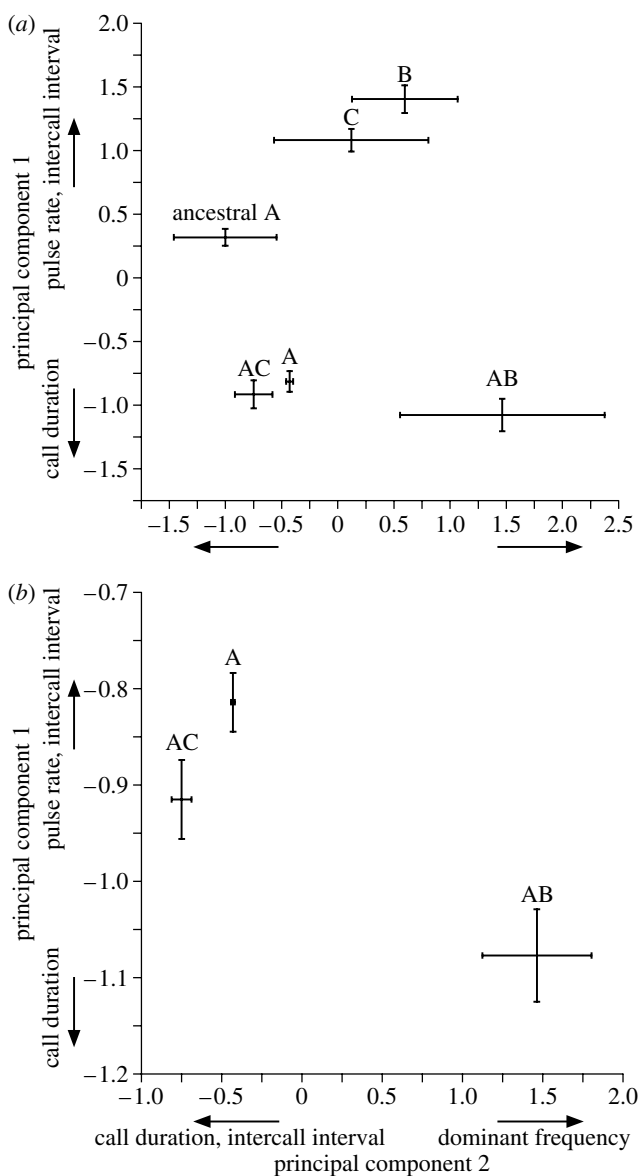 (a)
2.0
1.5
1.0
0.5
0
−0.5
−1.0
−1.5
principal component 1
pulse rate, intercall interval
call duration
B
C
ancestral A
AC
A
AB
−1.5 −1.0 −0.5 0 0.5 1.0 1.5 2.0 2.5
(b)
−0.7
−0.8
−0.9
−1.0
−1.1
−1.2
principal component 1
pulse rate, intercall interval
call duration
A
AC
AB
−1.0 −0.5 0 0.5 1.0 1.5 2.0
call duration, intercall interval dominant frequency
principal component 2